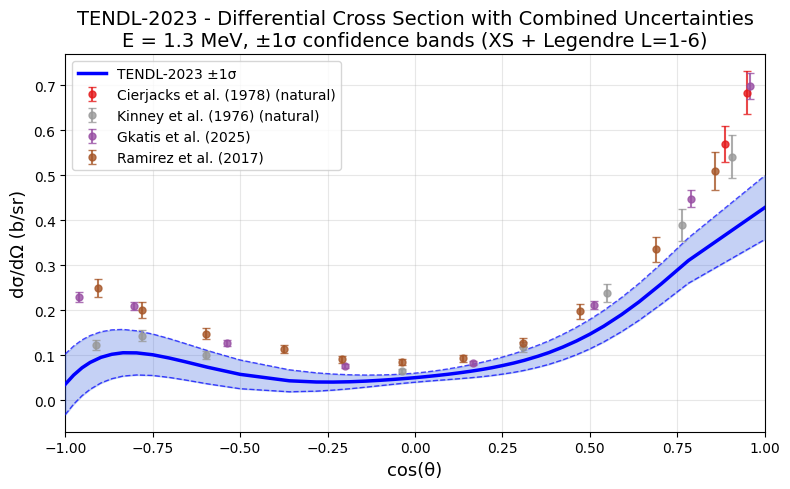 TENDL-2023 - Differential Cross Section with Combined Uncertainties
E = 1.3 MeV, ±1σ confidence bands (XS + Legendre L=1-6)
TENDL-2023 ±1σ
Cierjacks et al. (1978) (natural)
Kinney et al. (1976) (natural)
Gkatis et al. (2025)
Ramirez et al. (2017)
dσ/dΩ (b/sr)
0.7
0.6
0.5
0.4
0.3
0.2
0.1
0.0
−1.00 −0.75 −0.50 −0.25 0.00 0.25 0.50 0.75 1.00
cos(θ)